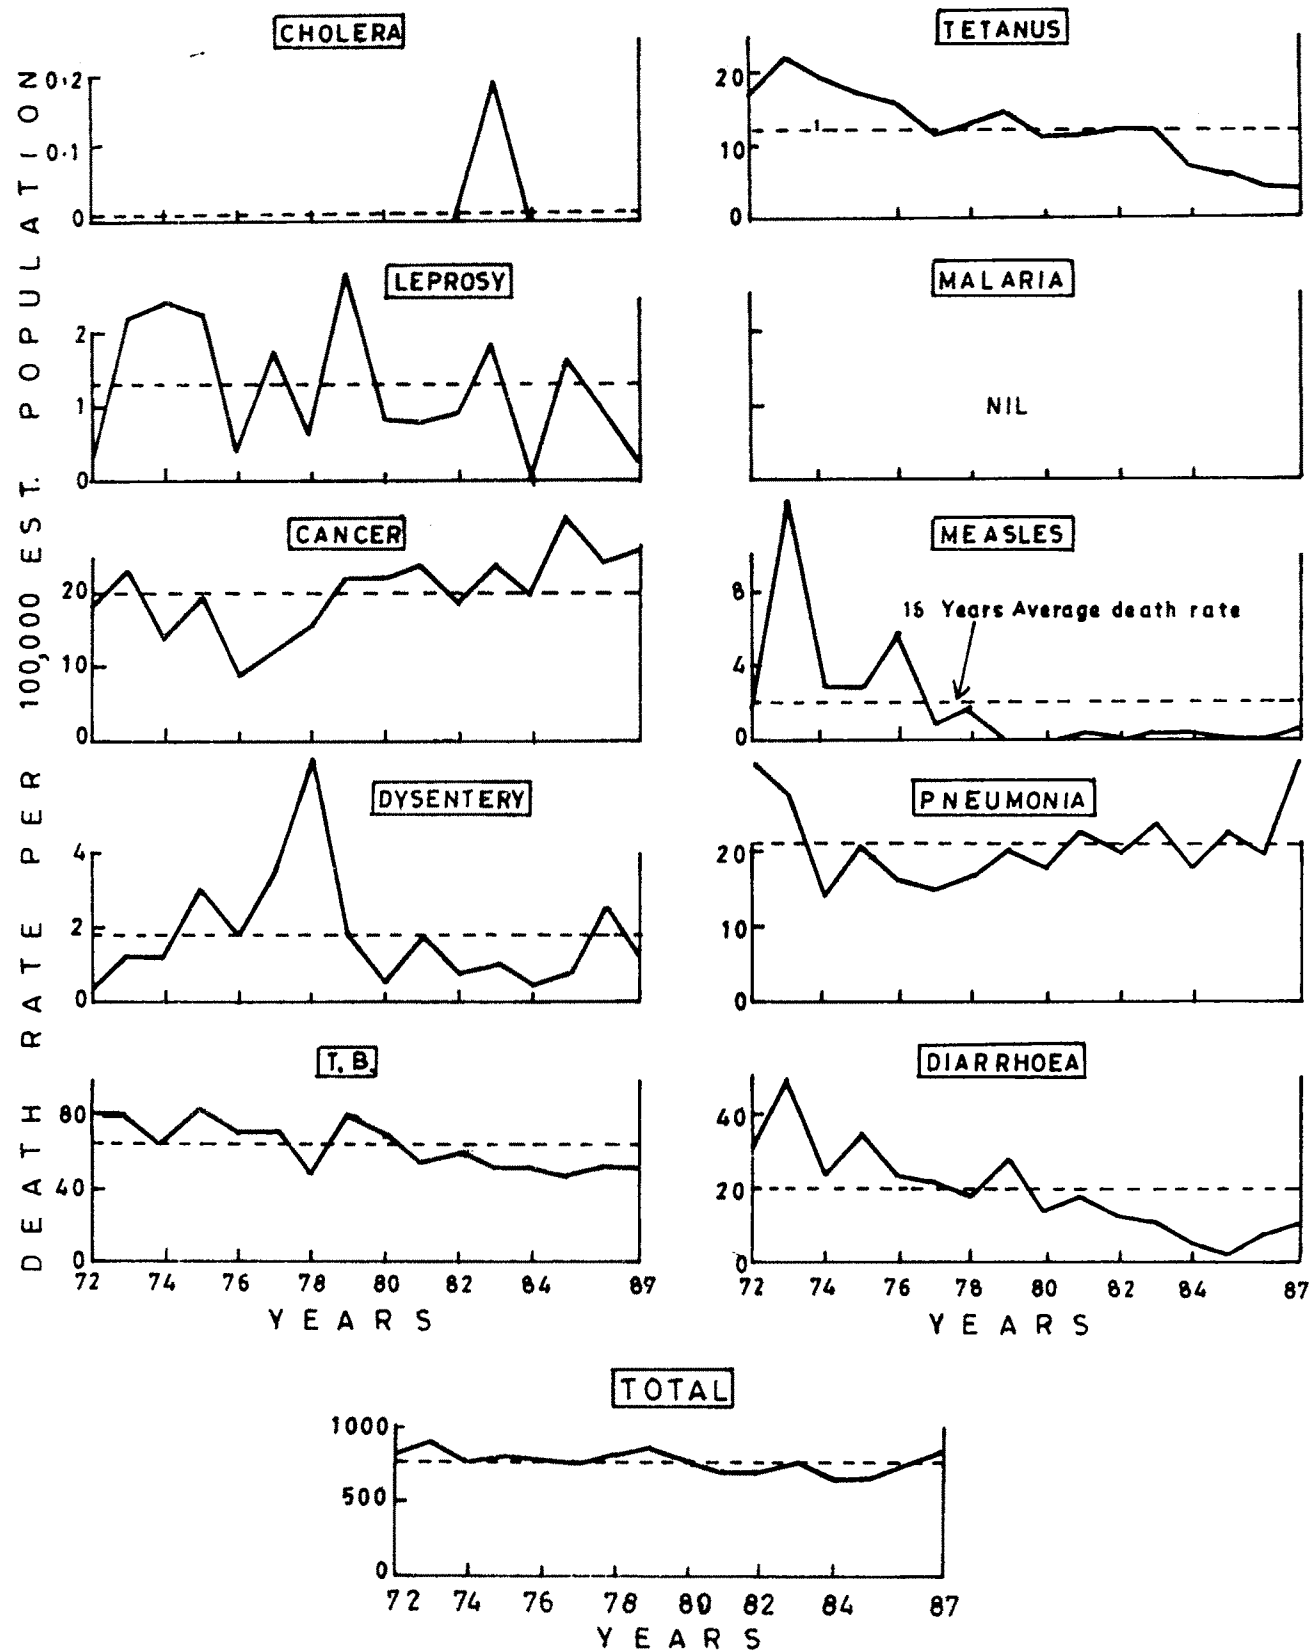 DEATH RATE PER 100,000 EST. POPULATION
CHOLERA
0.2
0.1
0
TETANUS
20
10
0
LEPROSY
2
1
0
MALARIA
NIL
CANCER
20
10
0
MEASLES
8
4
0
15 Years Average death rate
DYSENTERY
4
2
0
PNEUMONIA
20
10
0
T.B.
80
40
0
72 74 76 78 80 82 84 87
YEARS
DIARRHOEA
40
20
0
72 74 76 78 80 82 84 87
YEARS
TOTAL
1000
500
0
72 74 76 78 80 82 84 87
YEARS